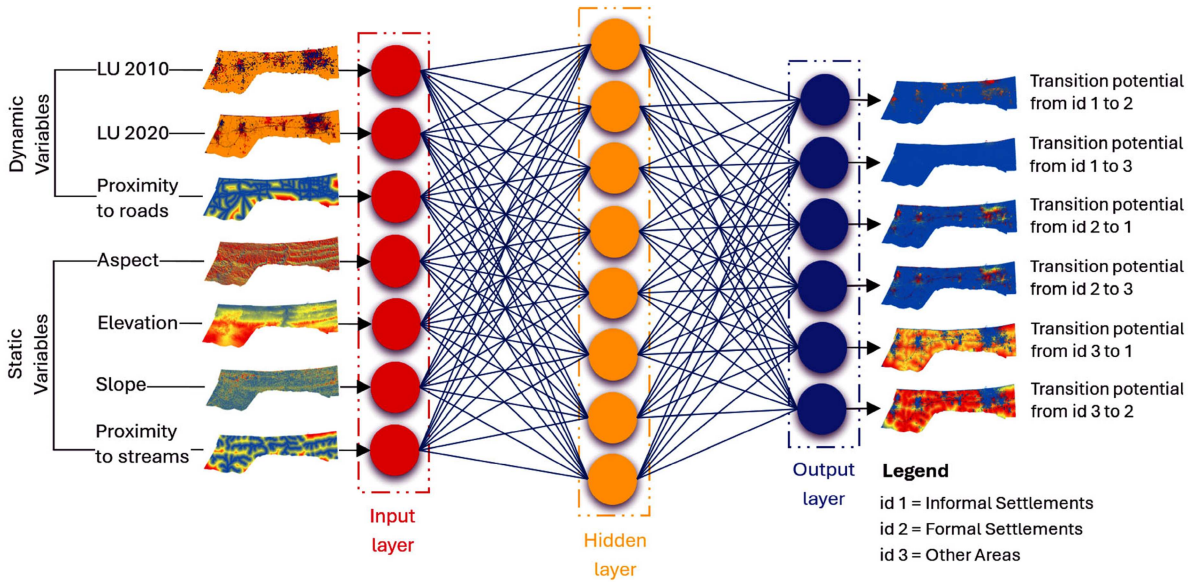 Dynamic
Variables
LU 2010
LU 2020
Proximity
to roads
Static
Variables
Aspect
Elevation
Slope
Proximity
to streams
Input
layer
Hidden
layer
Output
layer
Transition potential
from id 1 to 2
Transition potential
from id 1 to 3
Transition potential
from id 2 to 1
Transition potential
from id 2 to 3
Transition potential
from id 3 to 1
Transition potential
from id 3 to 2
Legend
id 1 = Informal Settlements
id 2 = Formal Settlements
id 3 = Other Areas